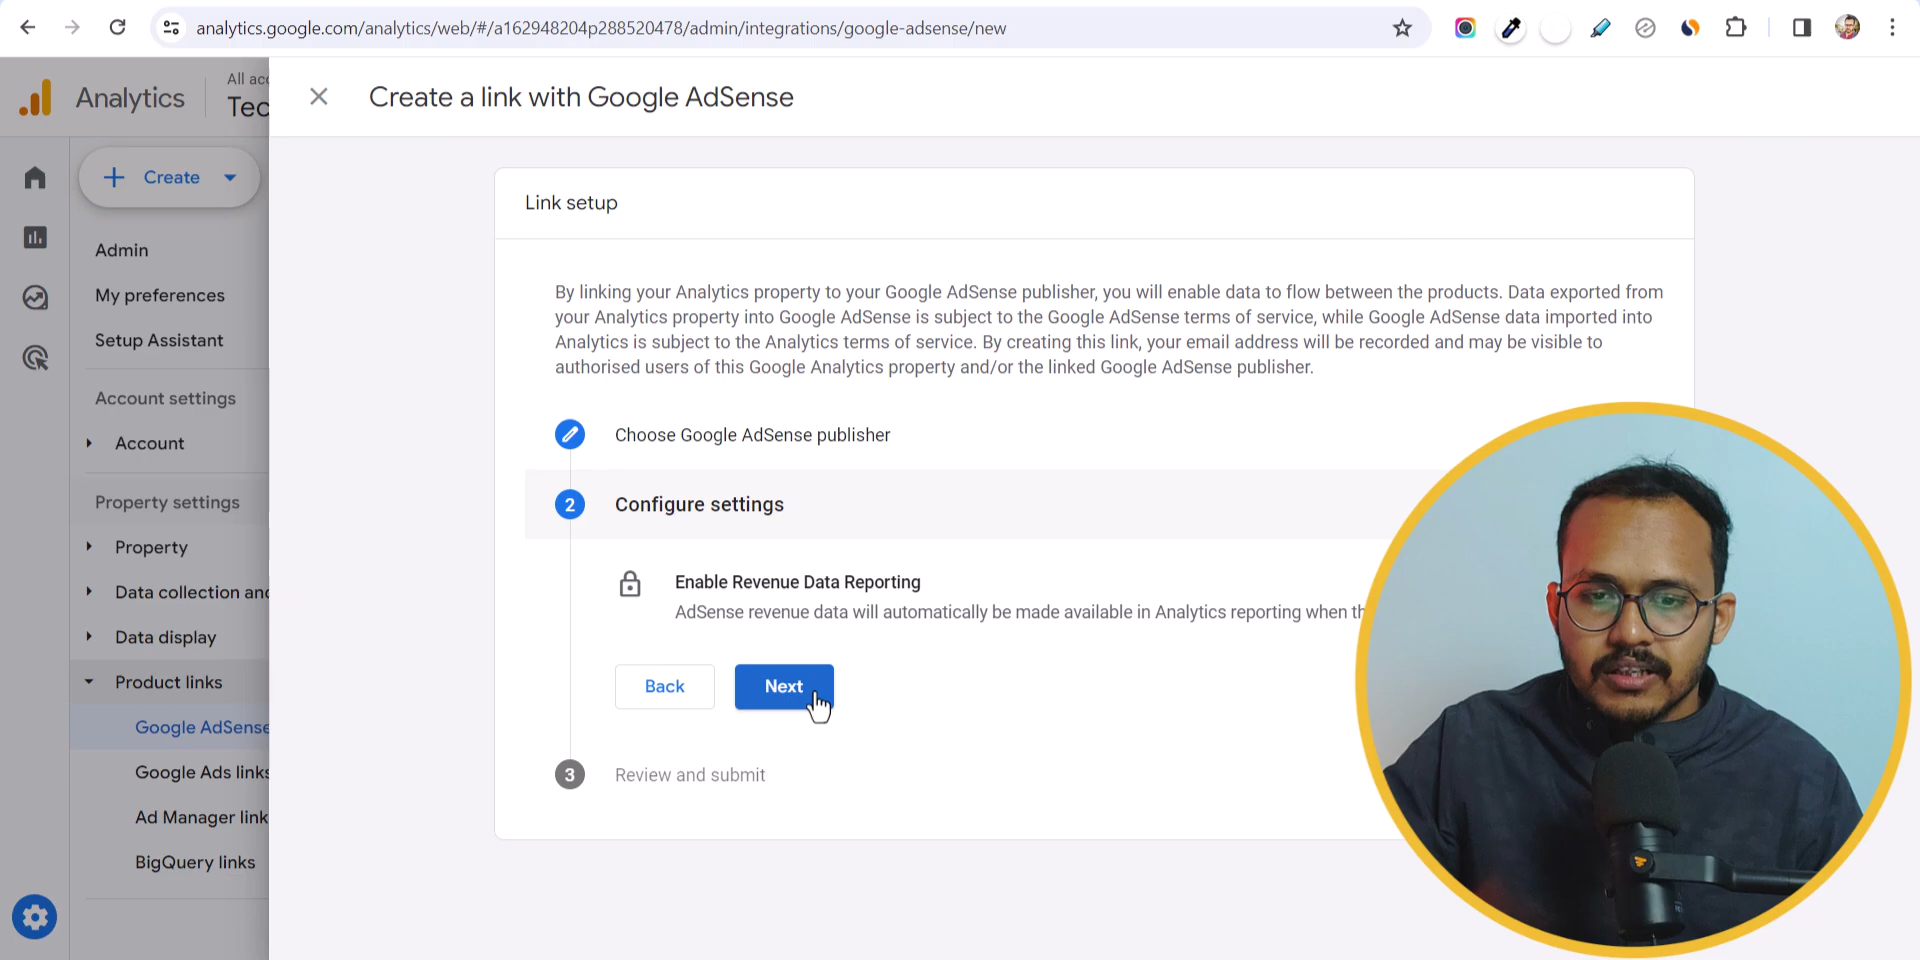 analytics.google.com/analytics/web/#/a162948204p288520478/admin/integrations/google-adsense/new
Analytics
All acc
Tec
Create a link with Google AdSense
Create
Admin
My preferences
Setup Assistant
Account settings
Account
Property settings
Property
Data collection and
Data display
Product links
Google AdSense
Google Ads links
Ad Manager link
BigQuery links
Link setup
By linking your Analytics property to your Google AdSense publisher, you will enable data to flow between the products. Data exported from
your Analytics property into Google AdSense is subject to the Google AdSense terms of service, while Google AdSense data imported into
Analytics is subject to the Analytics terms of service. By creating this link, your email address will be recorded and may be visible to
authorised users of this Google Analytics property and/or the linked Google AdSense publisher.
Choose Google AdSense publisher
2 Configure settings
Enable Revenue Data Reporting
AdSense revenue data will automatically be made available in Analytics reporting when th
Back
Next
3 Review and submit